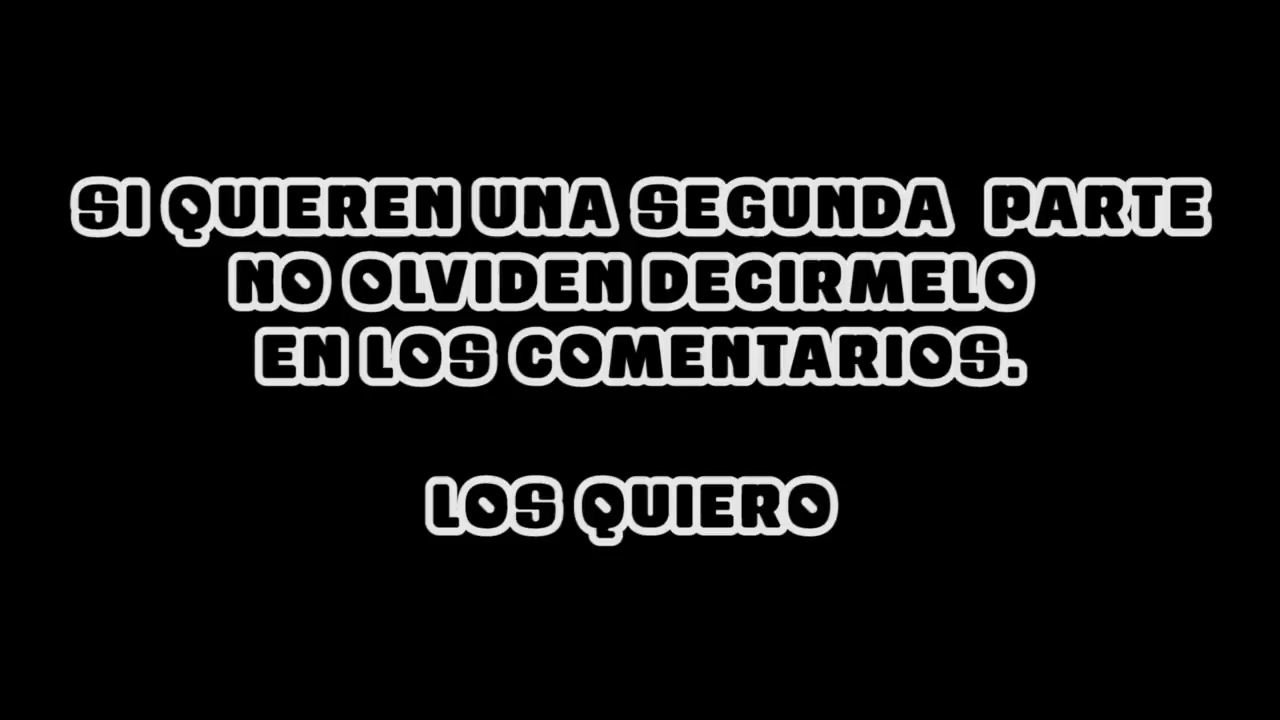 SI QUIEREN UNA SEGUNDA PARTE
NO OLVIDEN DECIRMELO
EN LOS COMENTARIOS.
LOS QUIERO